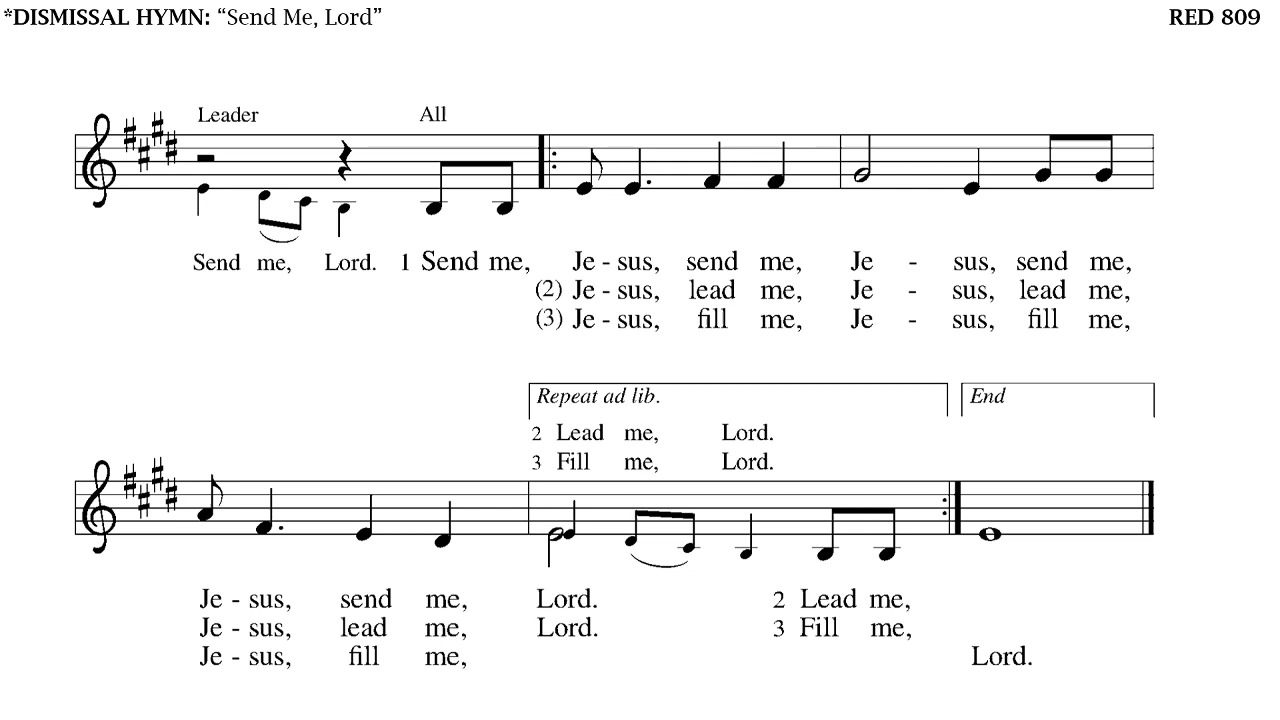 *DISMISSAL HYMN: “Send Me, Lord” RED 809
Leader All
Send me, Lord. 1 Send me, Je - sus, send me, Je - sus, send me,
(2) Je - sus, lead me, Je - sus, lead me,
(3) Je - sus, fill me, Je - sus, fill me,
Repeat ad lib. End
2 Lead me, Lord.
3 Fill me, Lord.
Je - sus, send me, Lord. 2 Lead me,
Je - sus, lead me, Lord. 3 Fill me,
Je - sus, fill me, Lord.